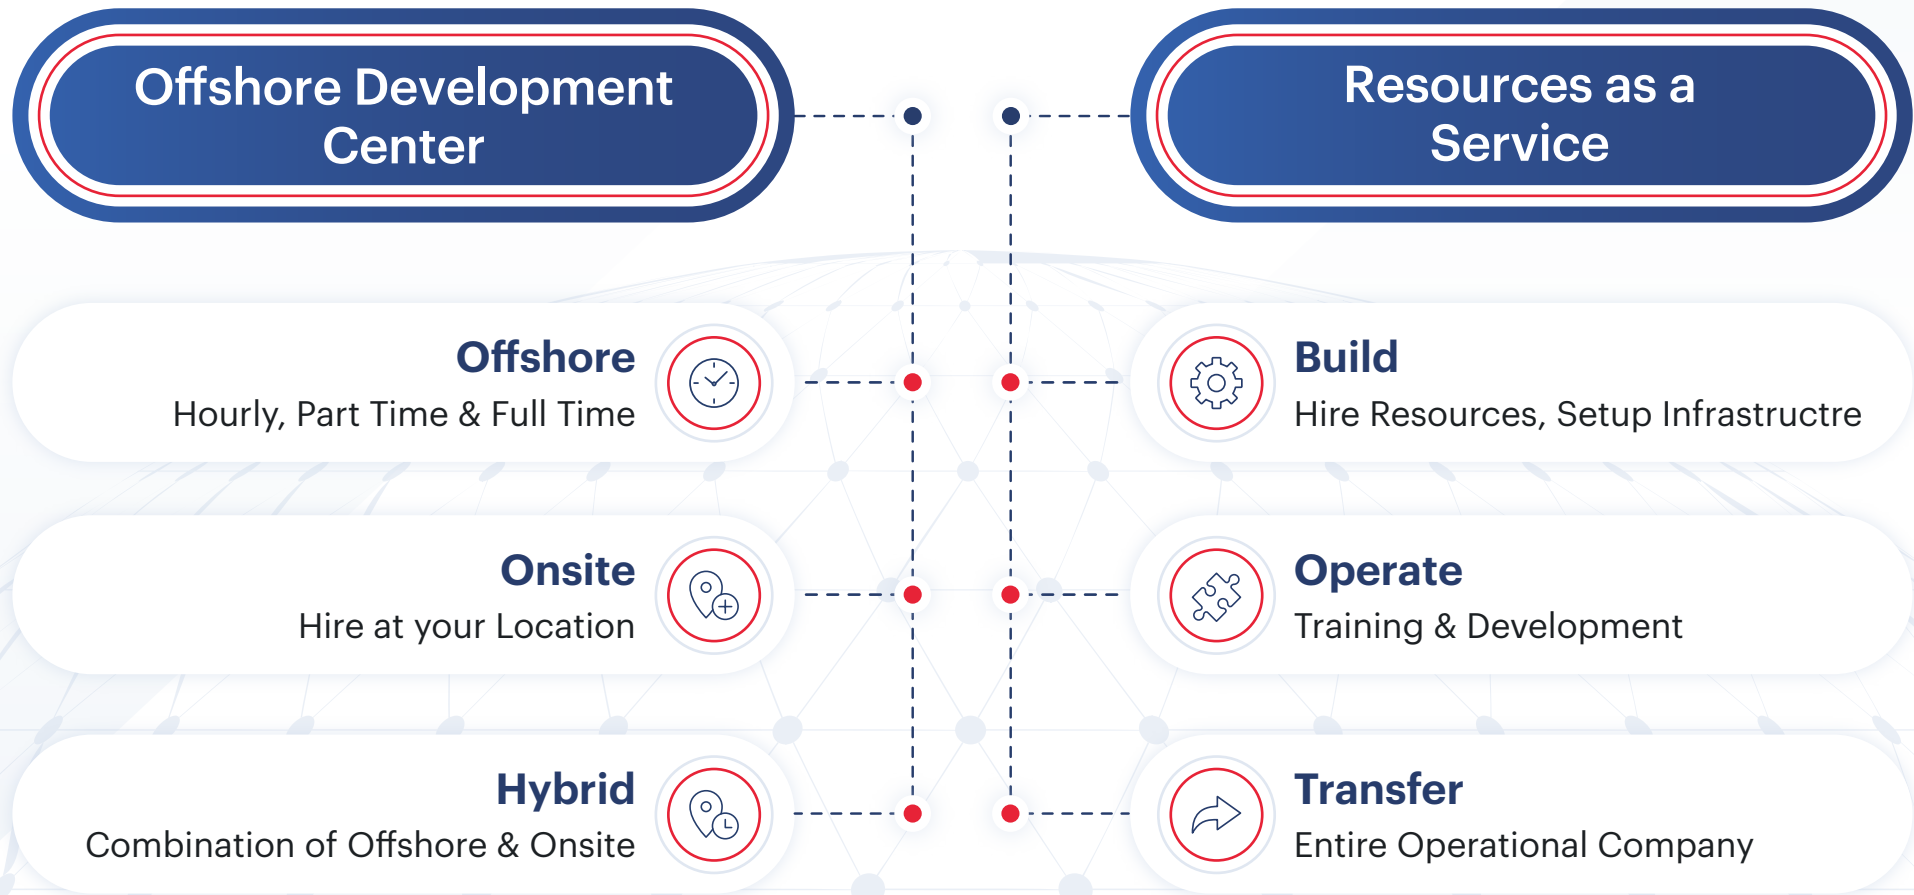 Offshore Development
Center
Offshore
Hourly, Part Time & Full Time
Onsite
Hire at your Location
Hybrid
Combination of Offshore & Onsite
Resources as a
Service
Build
Hire Resources, Setup Infrastructre
Operate
Training & Development
Transfer
Entire Operational Company